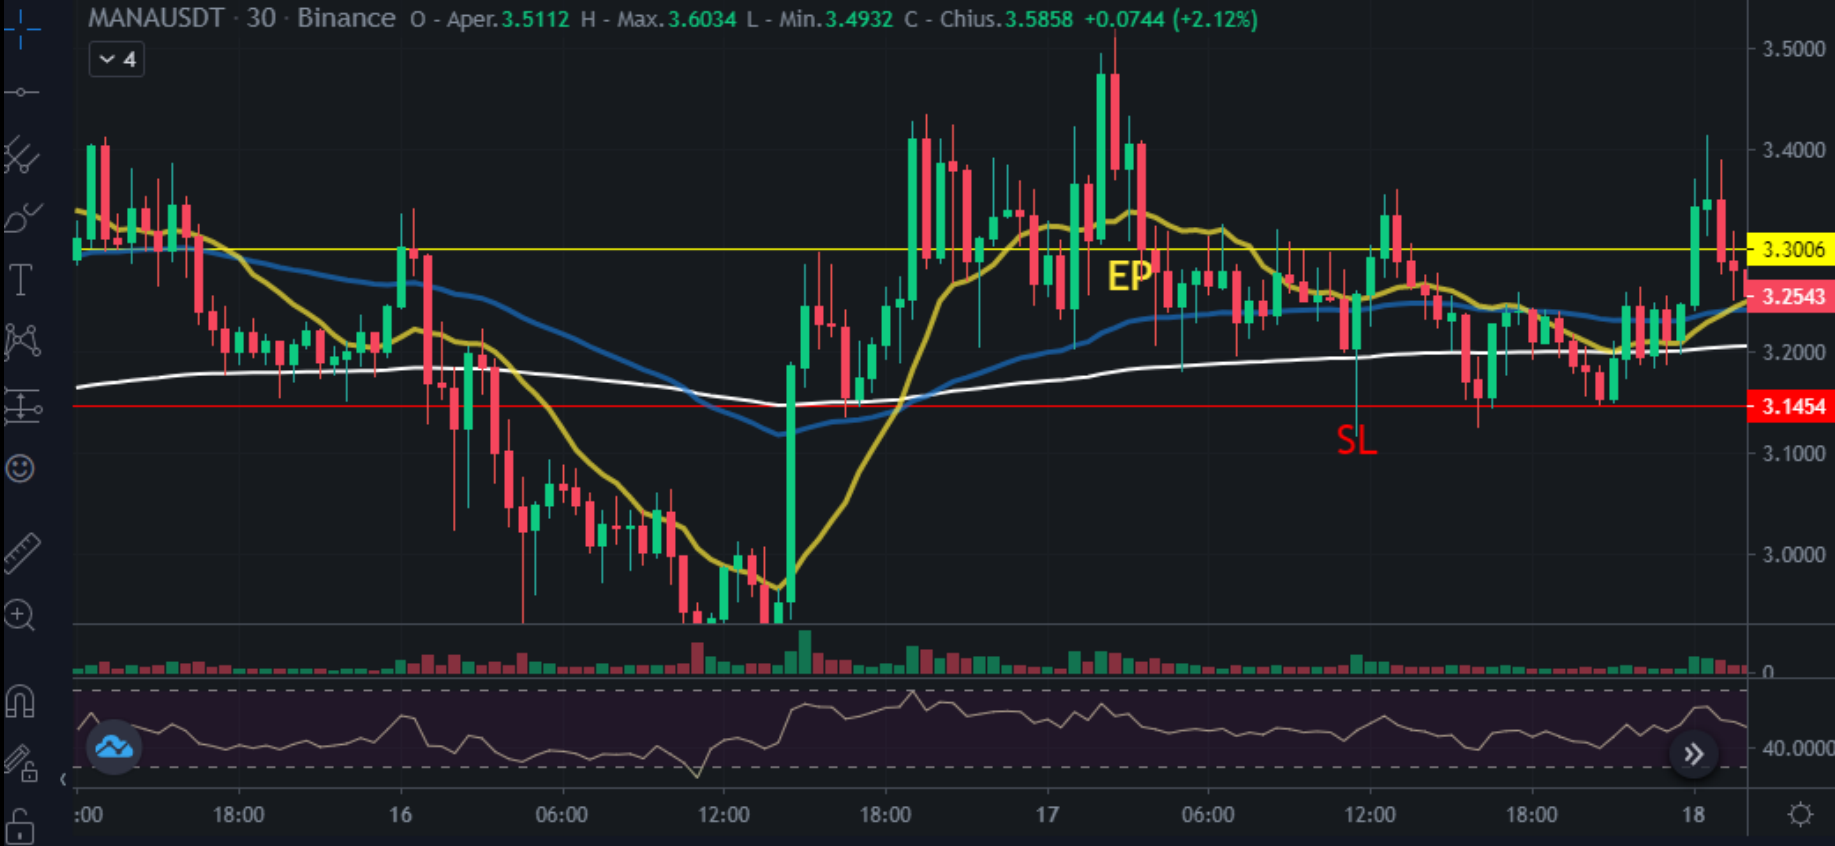 MANAUSDT · 30 · Binance O - Aper.3.5112 H - Max.3.6034 L - Min.3.4932 C - Chius.3.5858 +0.0744 (+2.12%)
4
3.5000
3.4000
3.3006
EP
3.2543
3.2000
3.1454
SL
3.1000
3.0000
0
40.0000
:00 18:00 16 06:00 12:00 18:00 17 06:00 12:00 18:00 18